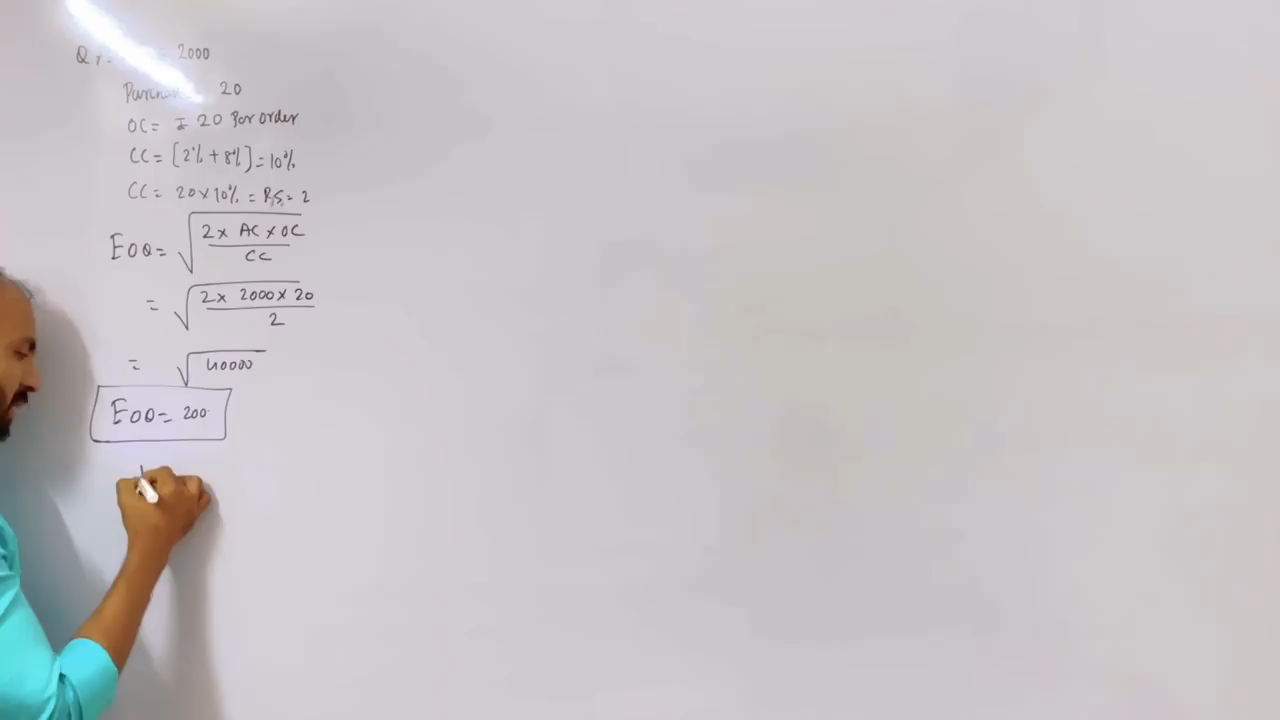 2000
20
OC= I 20 Per order
CC = [2% + 8%] = 10%
CC = 20 x 10% = RS. = 2
EOQ= √ 2 x AC x OC / CC
= √ 2 x 2000 x 20 / 2
= √ 40000
EOQ= 200